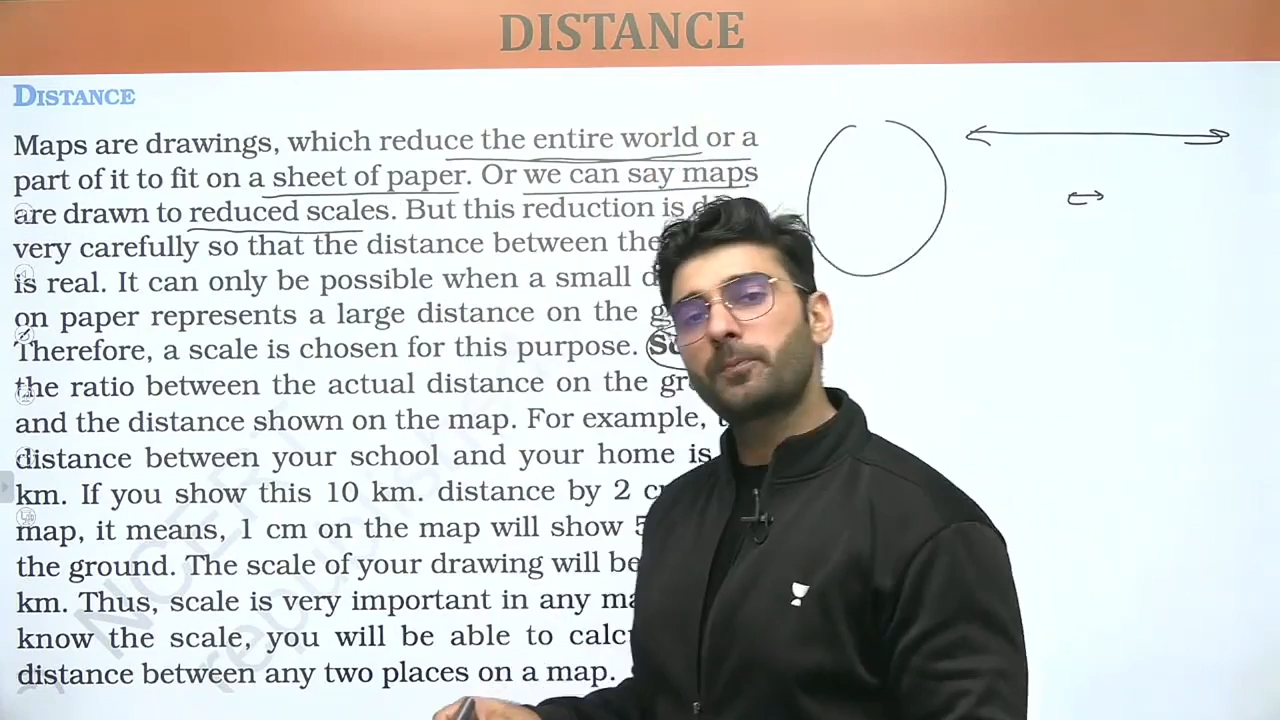 DISTANCE
DISTANCE
Maps are drawings, which reduce the entire world or a
part of it to fit on a sheet of paper. Or we can say maps
are drawn to reduced scales. But this reduction is
very carefully so that the distance between the
is real. It can only be possible when a small
on paper represents a large distance on the
Therefore, a scale is chosen for this purpose.
the ratio between the actual distance on the
and the distance shown on the map. For example,
distance between your school and your home is
km. If you show this 10 km. distance by 2
map, it means, 1 cm on the map will show 5
the ground. The scale of your drawing will be
km. Thus, scale is very important in any
know the scale, you will be able to
distance between any two places on a map.
NCERT
republish